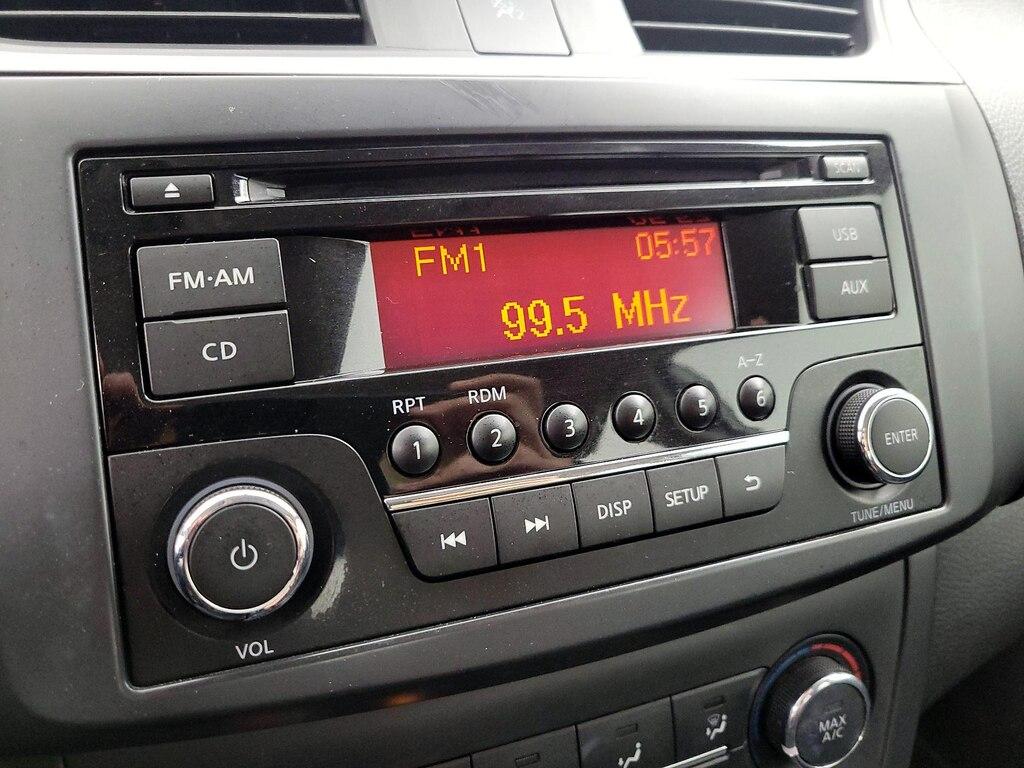 SCAN
FM1 05:57
USB
FM·AM
99.5 MHz
AUX
CD
A–Z
RPT RDM
1 2 3 4 5 6
ENTER
DISP SETUP
TUNE/MENU
VOL
MAX
A/C